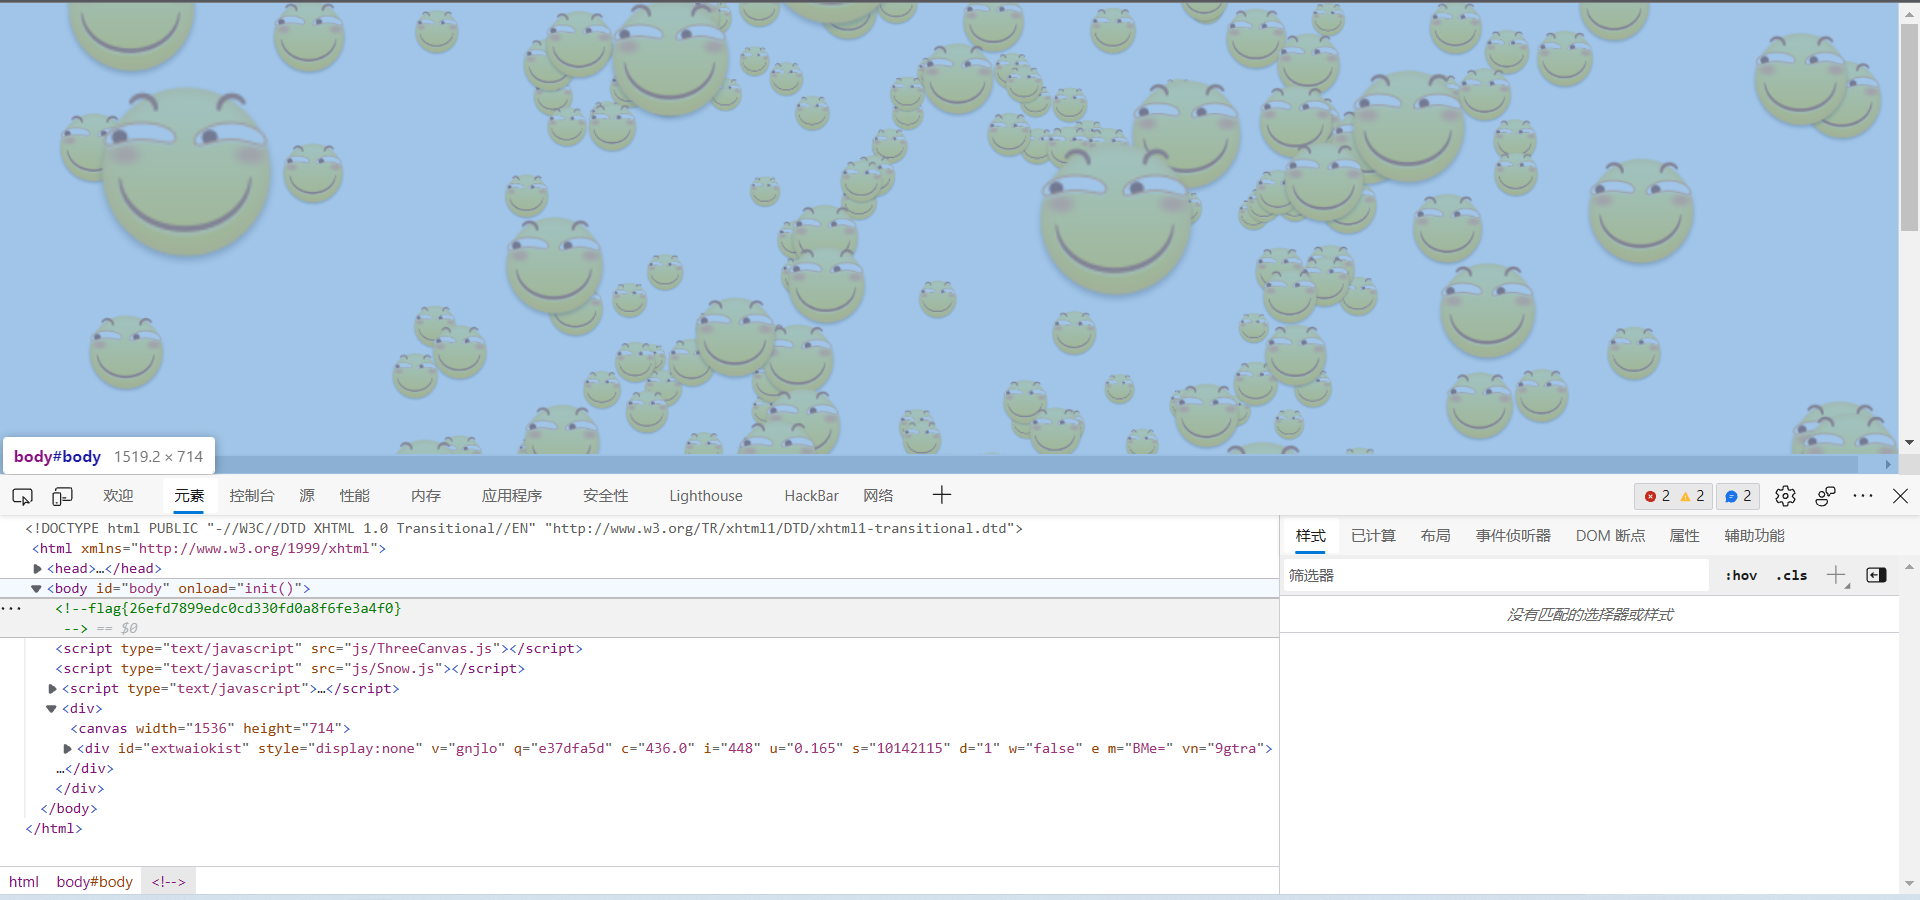 body#body 1519.2 × 714
欢迎 元素 控制台 源 性能 内存 应用程序 安全性 Lighthouse HackBar 网络 2 2 2
<!DOCTYPE html PUBLIC "-//W3C//DTD XHTML 1.0 Transitional//EN" "http://www.w3.org/TR/xhtml1/DTD/xhtml1-transitional.dtd">
<html xmlns="http://www.w3.org/1999/xhtml">
<head>…</head>
<body id="body" onload="init()">
<!--flag{26efd7899edc0cd330fd0a8f6fe3a4f0}
--> == $0
<script type="text/javascript" src="js/ThreeCanvas.js"></script>
<script type="text/javascript" src="js/Snow.js"></script>
<script type="text/javascript">…</script>
<div>
<canvas width="1536" height="714">
<div id="extwaiokist" style="display:none" v="gnjlo" q="e37dfa5d" c="436.0" i="448" u="0.165" s="10142115" d="1" w="false" e m="BMe=" vn="9gtra">
…</div>
</div>
</body>
</html>
html body#body <!-->
样式 已计算 布局 事件侦听器 DOM 断点 属性 辅助功能
筛选器 :hov .cls
没有匹配的选择器或样式